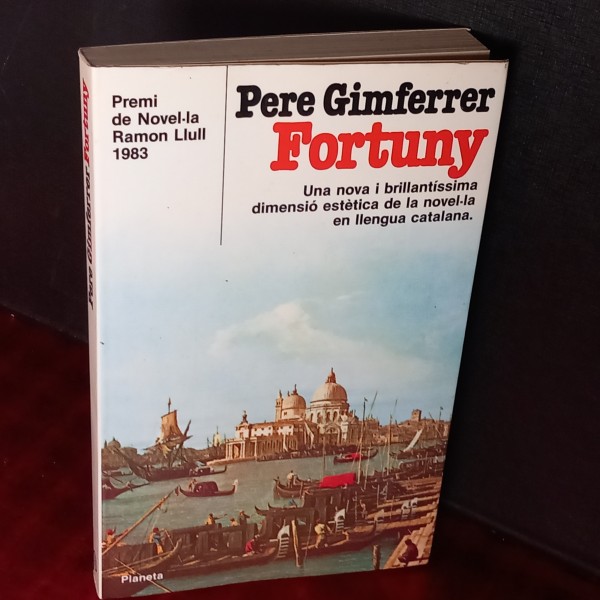 Premi
de Novel·la
Ramon Llull
1983
Pere Gimferrer
Fortuny
Una nova i brillantíssima
dimensió estètica de la novel·la
en llengua catalana.
Planeta
Pere Gimferrer Fortuny